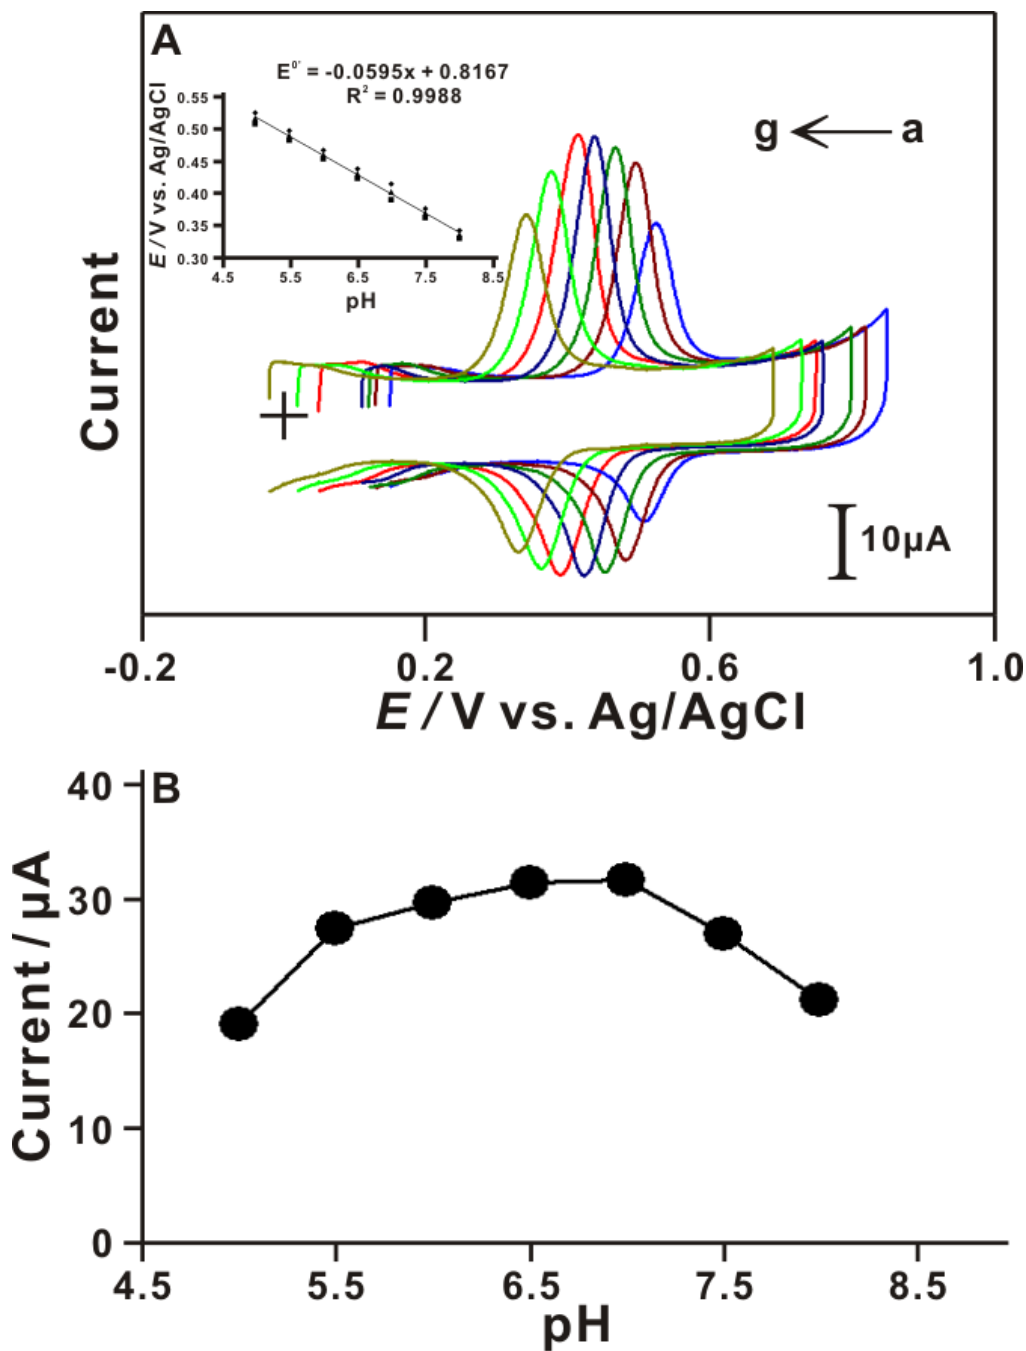 A
E0' = -0.0595x + 0.8167
R2 = 0.9988
E / V vs. Ag/AgCl
0.55
0.50
0.45
0.40
0.35
0.30
4.5 5.5 6.5 7.5 8.5
pH
g a
Current
10µA
-0.2 0.2 0.6 1.0
E / V vs. Ag/AgCl
B
Current / µA
40
30
20
10
0
4.5 5.5 6.5 7.5 8.5
pH